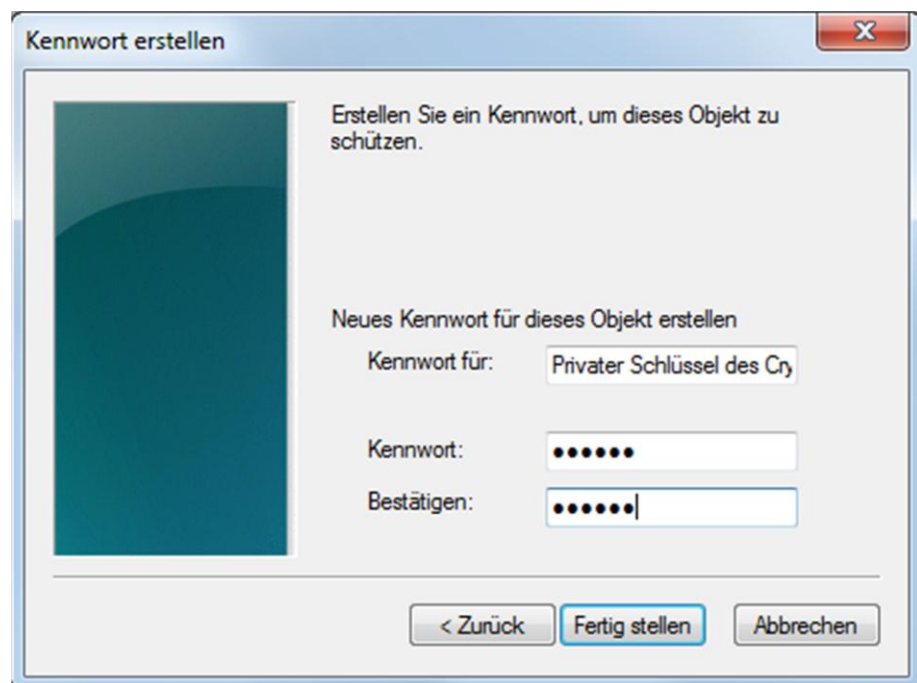 Kennwort erstellen
Erstellen Sie ein Kennwort, um dieses Objekt zu
schützen.
Neues Kennwort für dieses Objekt erstellen
Kennwort für: Privater Schlüssel des Cry
Kennwort: ••••••
Bestätigen: ••••••
< Zurück Fertig stellen Abbrechen